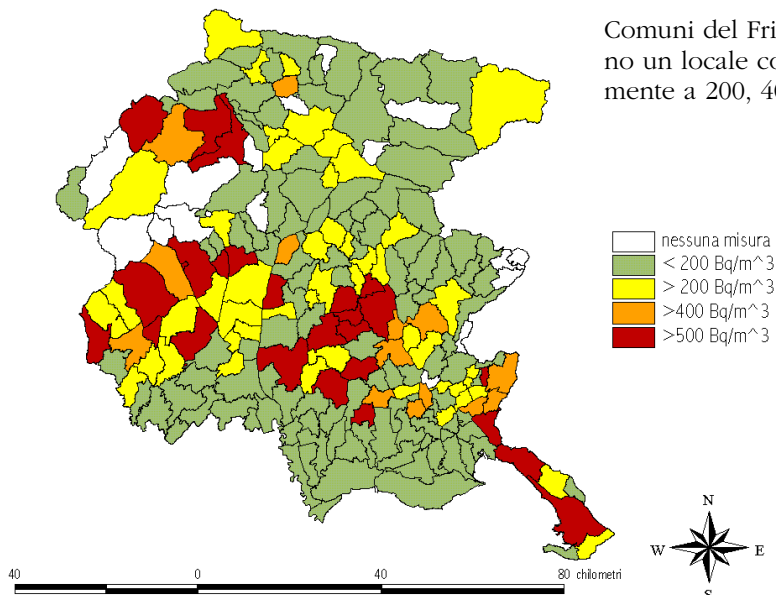 Comuni del Fri
no un locale co
mente a 200, 40
nessuna misura
< 200 Bq/m^3
> 200 Bq/m^3
>400 Bq/m^3
>500 Bq/m^3
N
W E
S
40 0 40 80 chilometri